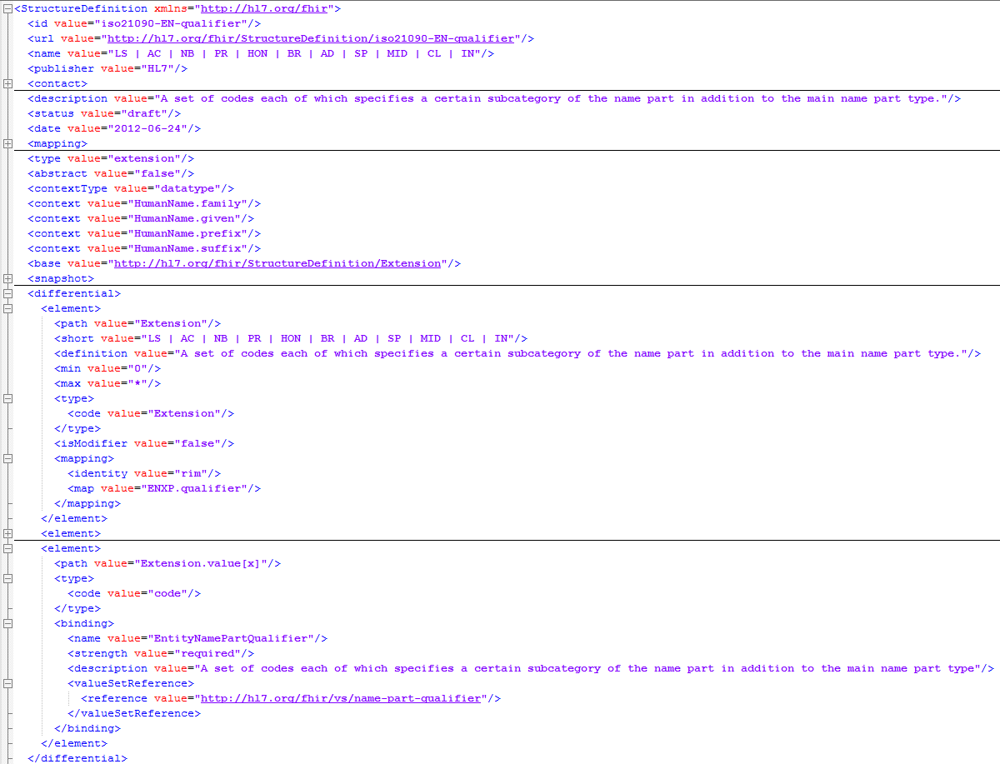 <StructureDefinition xmlns="http://hl7.org/fhir">
<id value="iso21090-EN-qualifier"/>
<url value="http://hl7.org/fhir/StructureDefinition/iso21090-EN-qualifier"/>
<name value="LS | AC | NB | PR | HON | BR | AD | SP | MID | CL | IN"/>
<publisher value="HL7"/>
<contact>
<description value="A set of codes each of which specifies a certain subcategory of the name part in addition to the main name part type."/>
<status value="draft"/>
<date value="2012-06-24"/>
<mapping>
<type value="extension"/>
<abstract value="false"/>
<contextType value="datatype"/>
<context value="HumanName.family"/>
<context value="HumanName.given"/>
<context value="HumanName.prefix"/>
<context value="HumanName.suffix"/>
<base value="http://hl7.org/fhir/StructureDefinition/Extension"/>
<snapshot>
<differential>
<element>
<path value="Extension"/>
<short value="LS | AC | NB | PR | HON | BR | AD | SP | MID | CL | IN"/>
<definition value="A set of codes each of which specifies a certain subcategory of the name part in addition to the main name part type."/>
<min value="0"/>
<max value="*"/>
<type>
<code value="Extension"/>
</type>
<isModifier value="false"/>
<mapping>
<identity value="rim"/>
<map value="ENXP.qualifier"/>
</mapping>
</element>
<element>
<element>
<path value="Extension.value[x]"/>
<type>
<code value="code"/>
</type>
<binding>
<name value="EntityNamePartQualifier"/>
<strength value="required"/>
<description value="A set of codes each of which specifies a certain subcategory of the name part in addition to the main name part type"/>
<valueSetReference>
<reference value="http://hl7.org/fhir/vs/name-part-qualifier"/>
</valueSetReference>
</binding>
</element>
</differential>